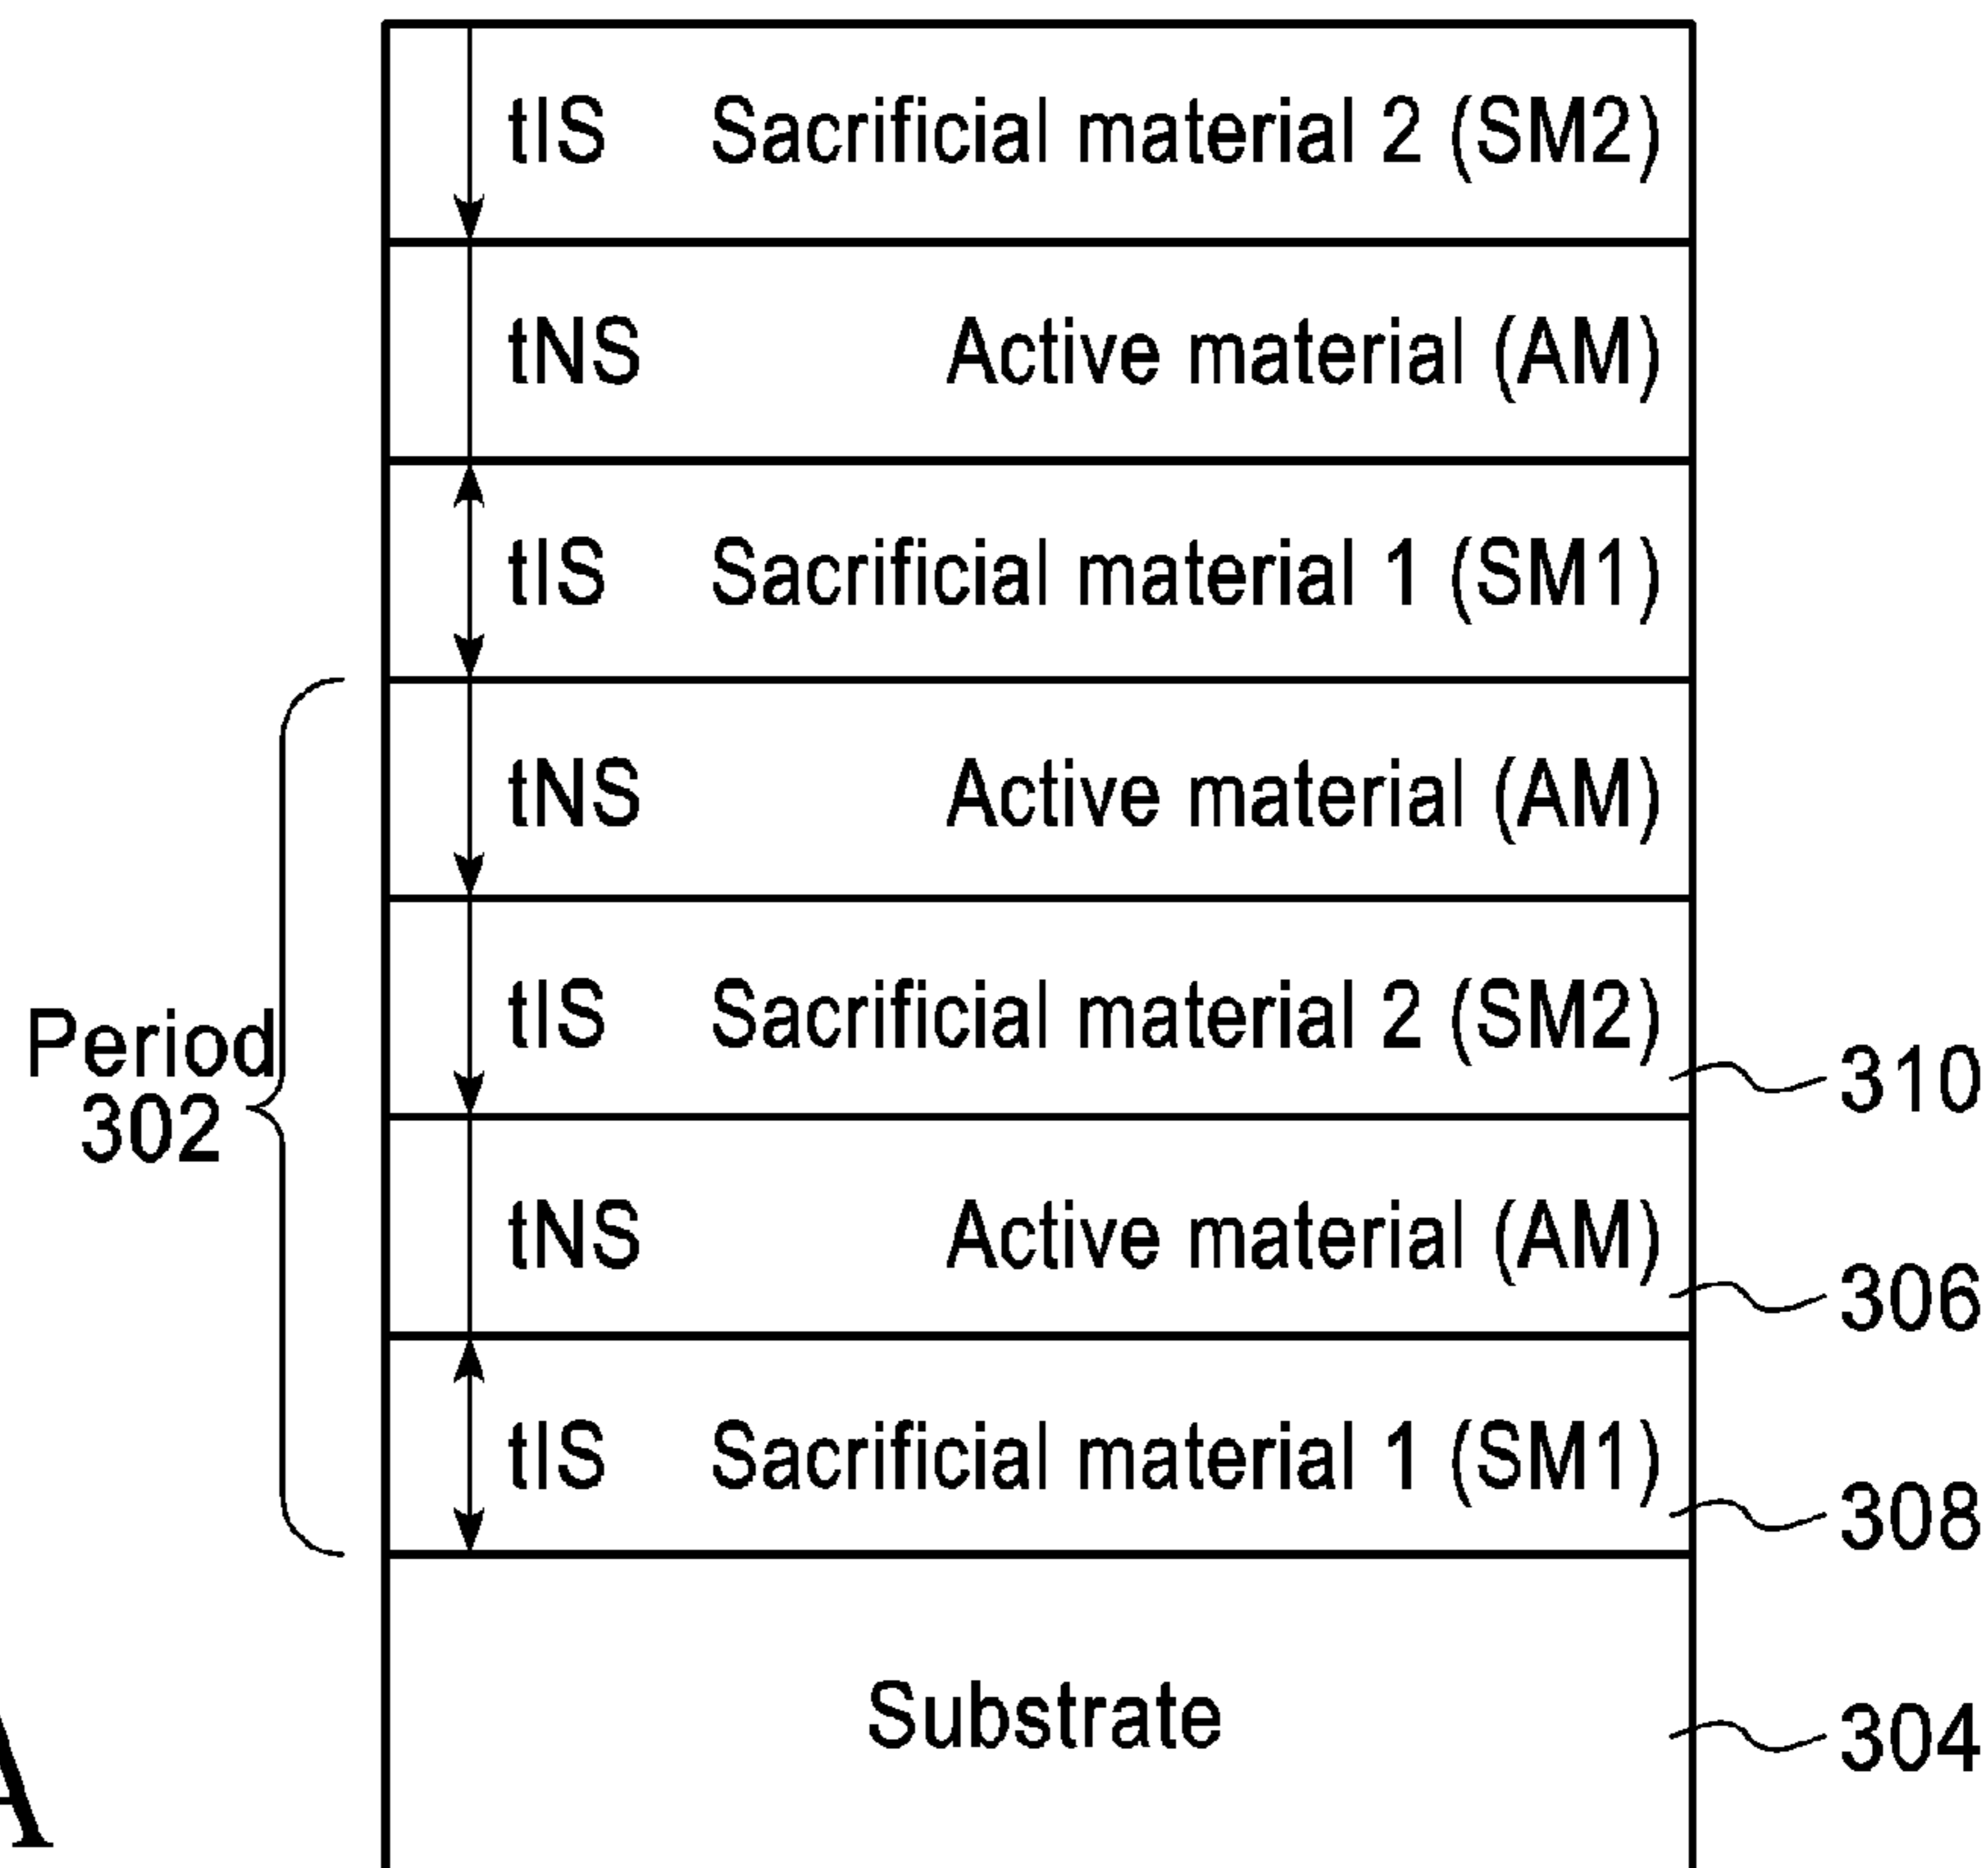 tIS Sacrificial material 2 (SM2)
tNS Active material (AM)
tIS Sacrificial material 1 (SM1)
tNS Active material (AM)
tIS Sacrificial material 2 (SM2)
Period
302
310
tNS Active material (AM)
306
tIS Sacrificial material 1 (SM1)
308
Substrate
304
A